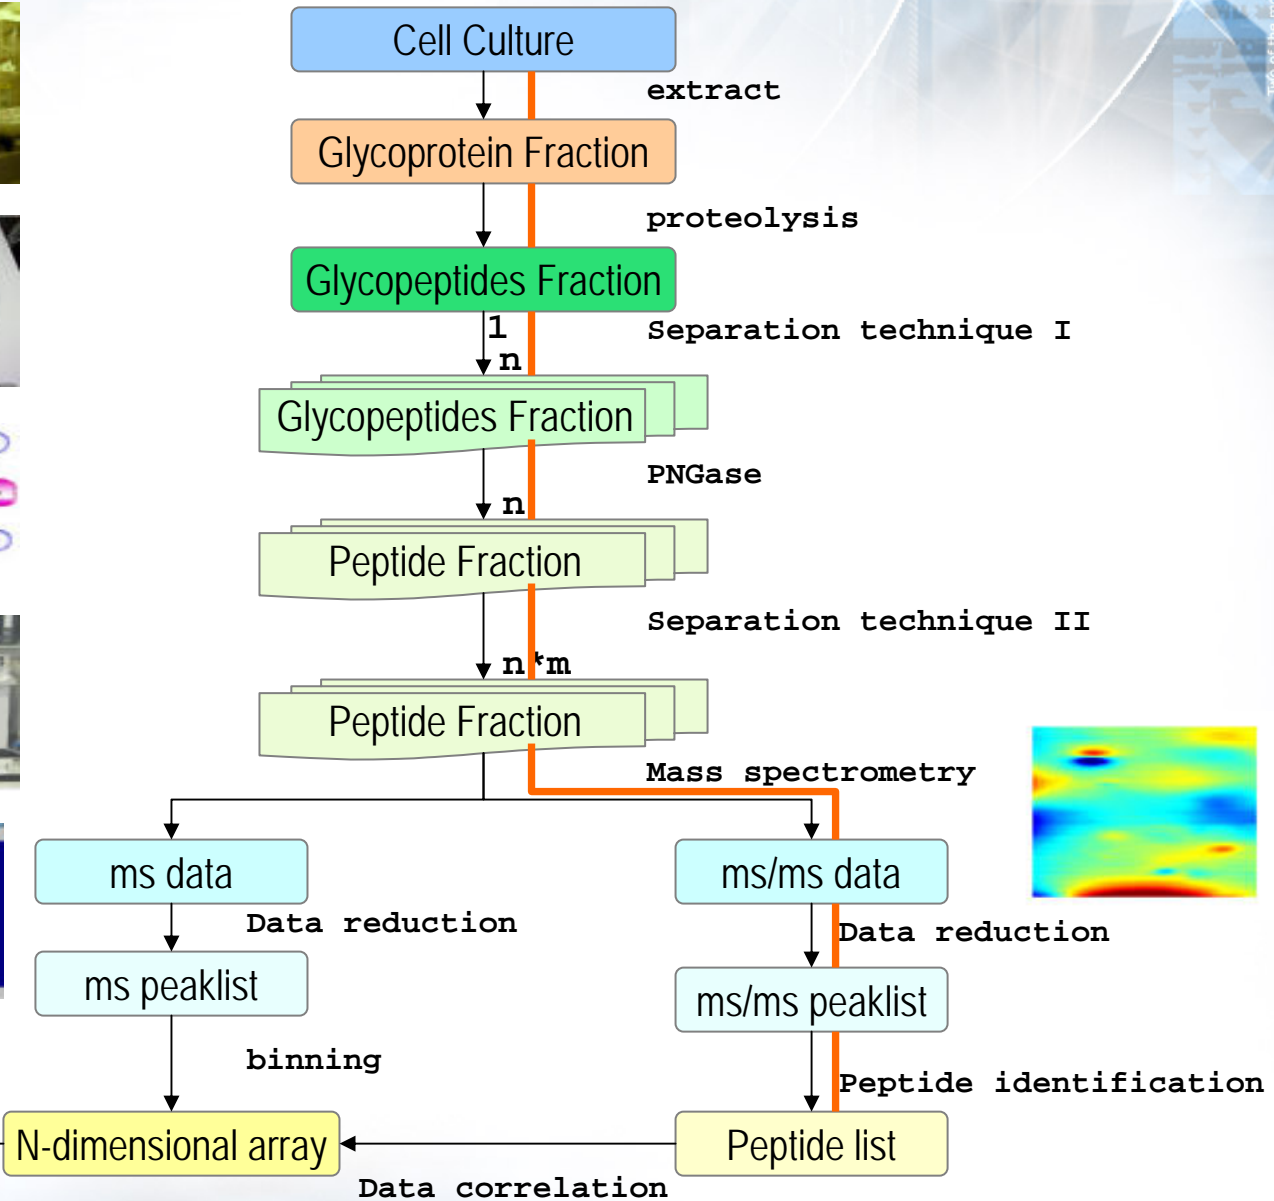 Cell Culture
extract
Glycoprotein Fraction
proteolysis
Glycopeptides Fraction
1
Separation technique I
n
Glycopeptides Fraction
PNGase
n
Peptide Fraction
Separation technique II
n*m
Peptide Fraction
Mass spectrometry
ms data
ms/ms data
Data reduction
Data reduction
ms peaklist
ms/ms peaklist
binning
Peptide identification
N-dimensional array
Peptide list
Data correlation